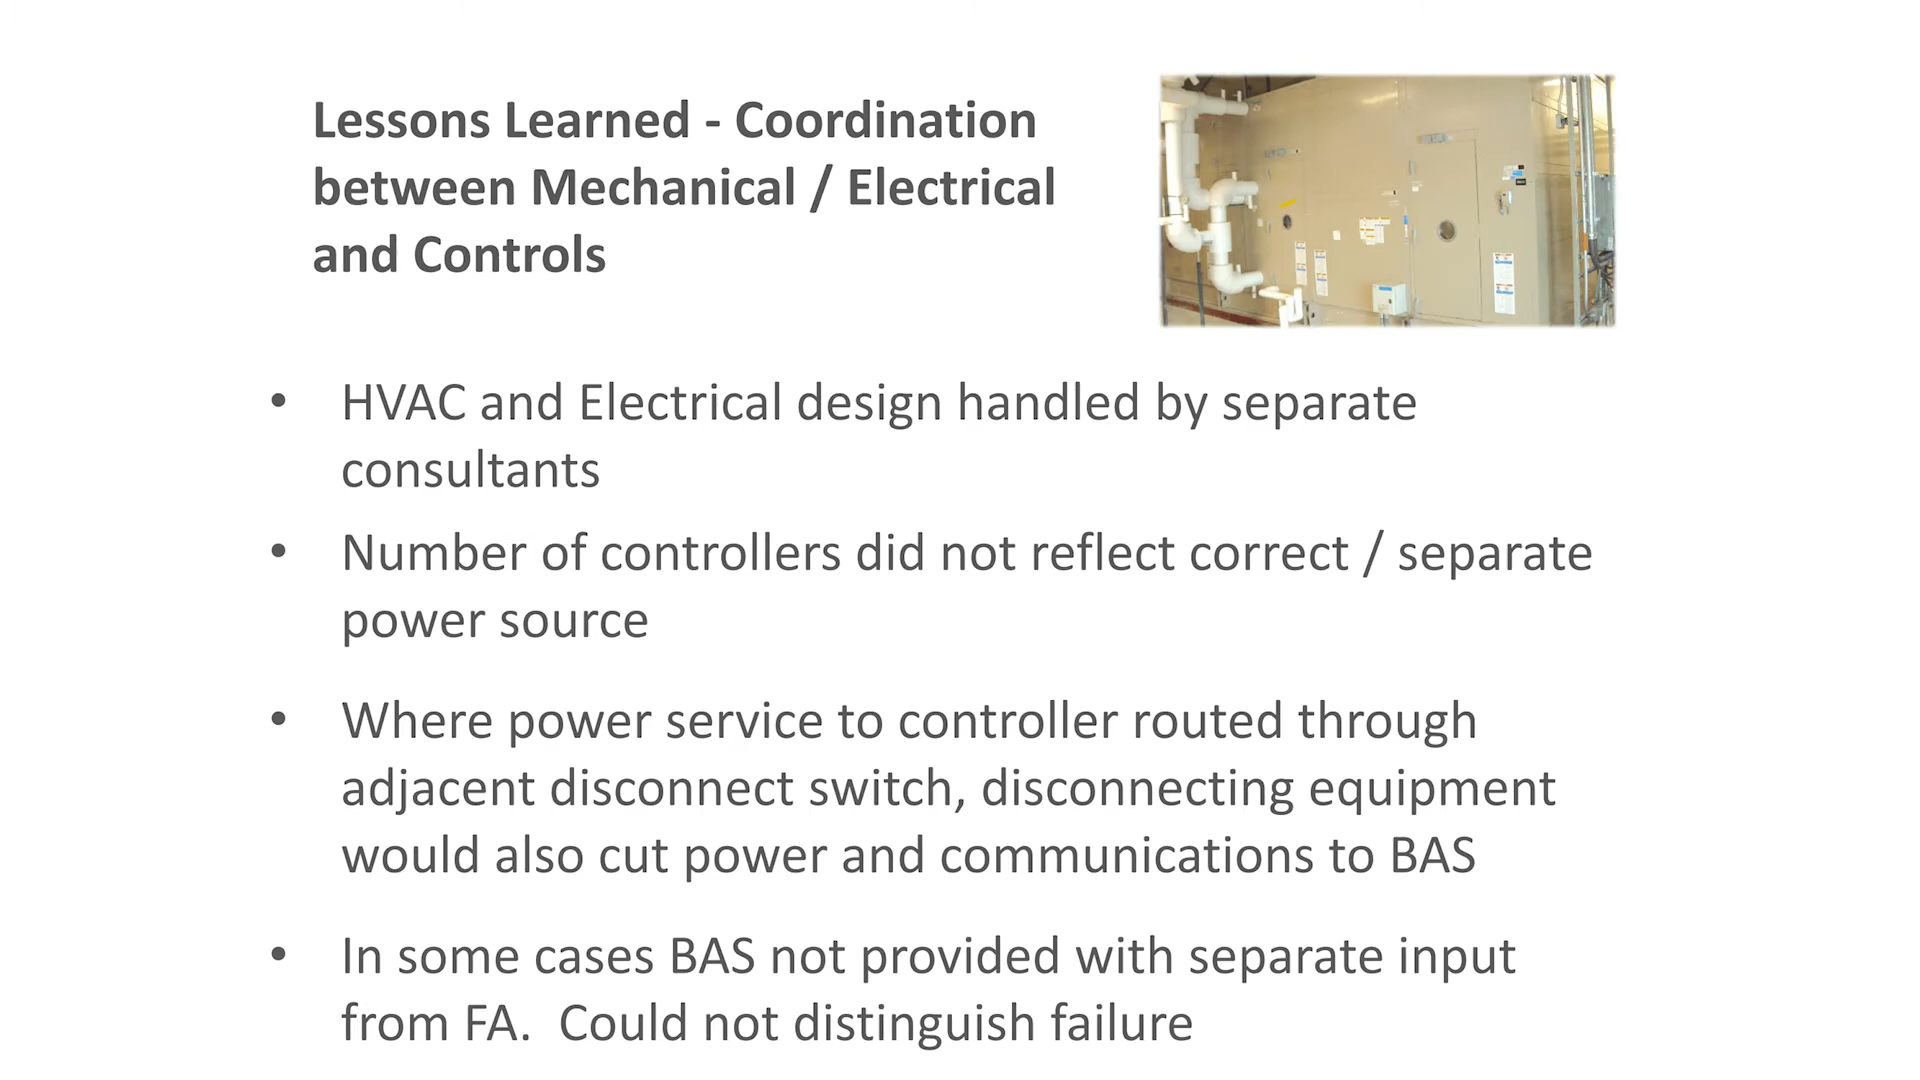 Lessons Learned - Coordination
between Mechanical / Electrical
and Controls
• HVAC and Electrical design handled by separate
consultants
• Number of controllers did not reflect correct / separate
power source
• Where power service to controller routed through
adjacent disconnect switch, disconnecting equipment
would also cut power and communications to BAS
• In some cases BAS not provided with separate input
from FA.  Could not distinguish failure